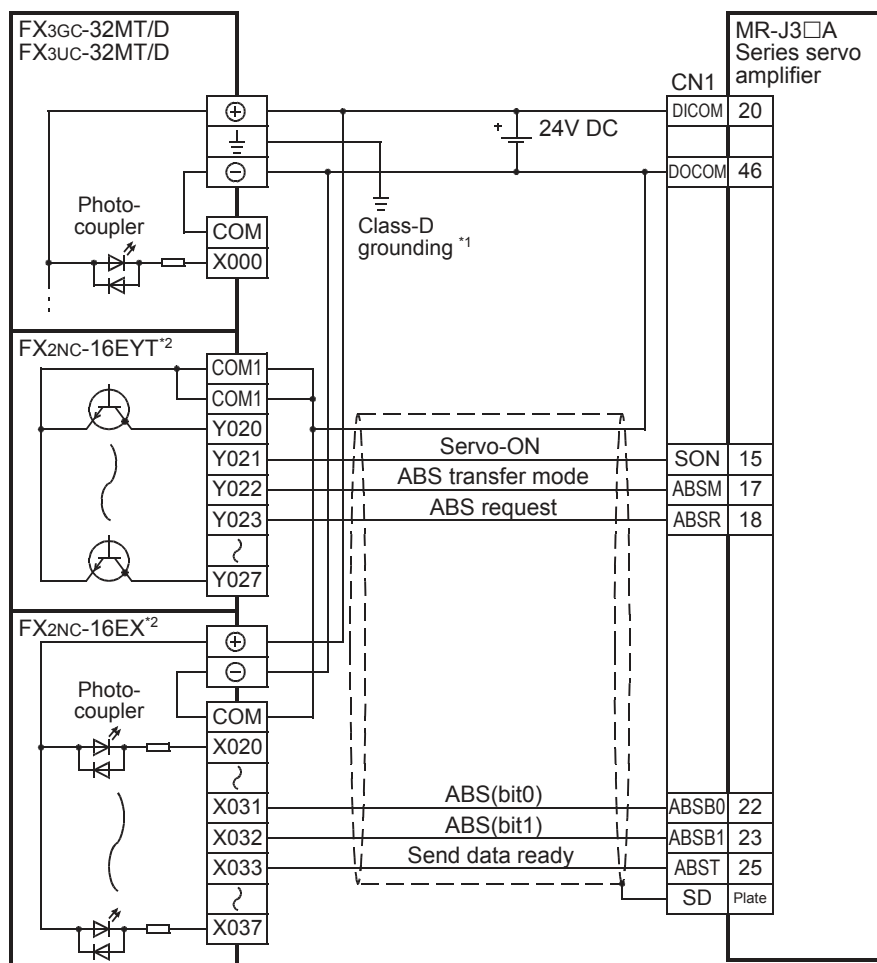 FX3GC-32MT/D
FX3UC-32MT/D
MR-J3□A
Series servo
amplifier
CN1
⊕
DICOM 20
+
24V DC
⊖
DOCOM 46
Photo-
coupler
COM
Class-D
grounding *1
X000
FX2NC-16EYT*2
COM1
COM1
Y020
Y021
Servo-ON
SON 15
Y022
ABS transfer mode
ABSM 17
Y023
ABS request
ABSR 18
Y027
FX2NC-16EX*2
⊕
⊖
Photo-
coupler
COM
X020
X031
ABS(bit0)
ABSB0 22
X032
ABS(bit1)
ABSB1 23
X033
Send data ready
ABST 25
SD Plate
X037